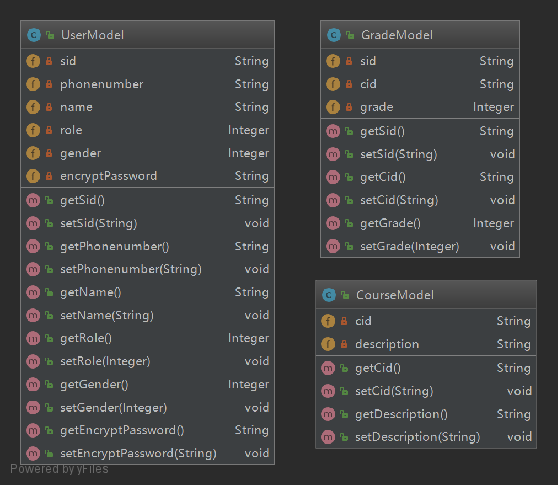 UserModel
sid String
phonenumber String
name String
role Integer
gender Integer
encryptPassword String
getSid() String
setSid(String) void
getPhonenumber() String
setPhonenumber(String) void
getName() String
setName(String) void
getRole() Integer
setRole(Integer) void
getGender() Integer
setGender(Integer) void
getEncryptPassword() String
setEncryptPassword(String) void
GradeModel
sid String
cid String
grade Integer
getSid() String
setSid(String) void
getCid() String
setCid(String) void
getGrade() Integer
setGrade(Integer) void
CourseModel
cid String
description String
getCid() String
setCid(String) void
getDescription() String
setDescription(String) void
Powered by yFiles